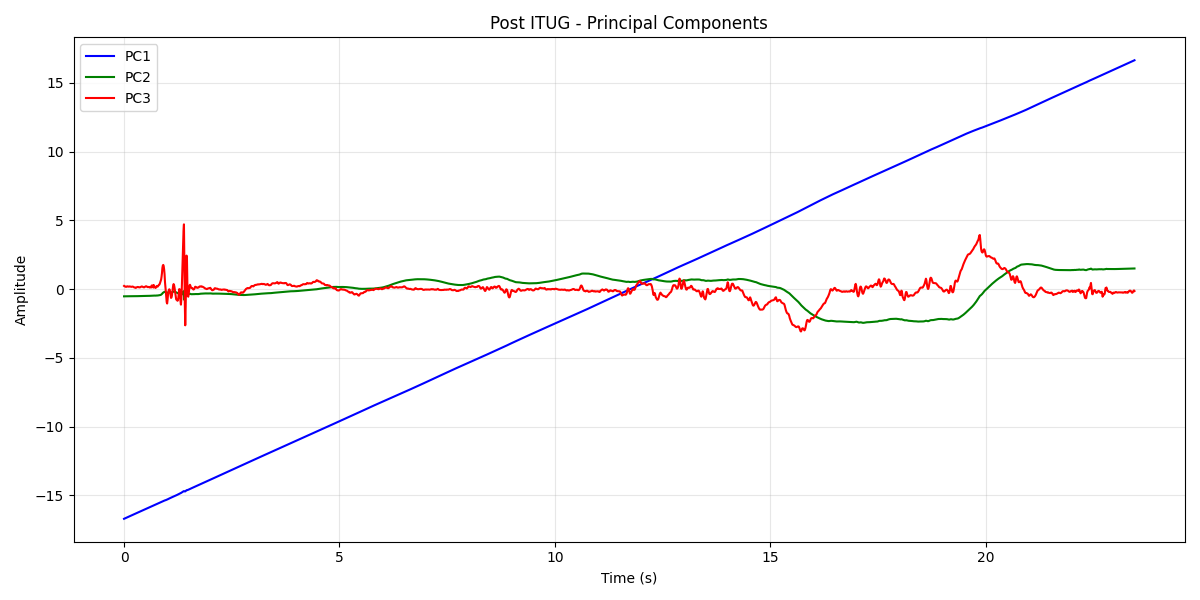 Post ITUG - Principal Components
PC1
PC2
PC3
Amplitude
15
10
5
0
−5
−10
−15
0 5 10 15 20
Time (s)